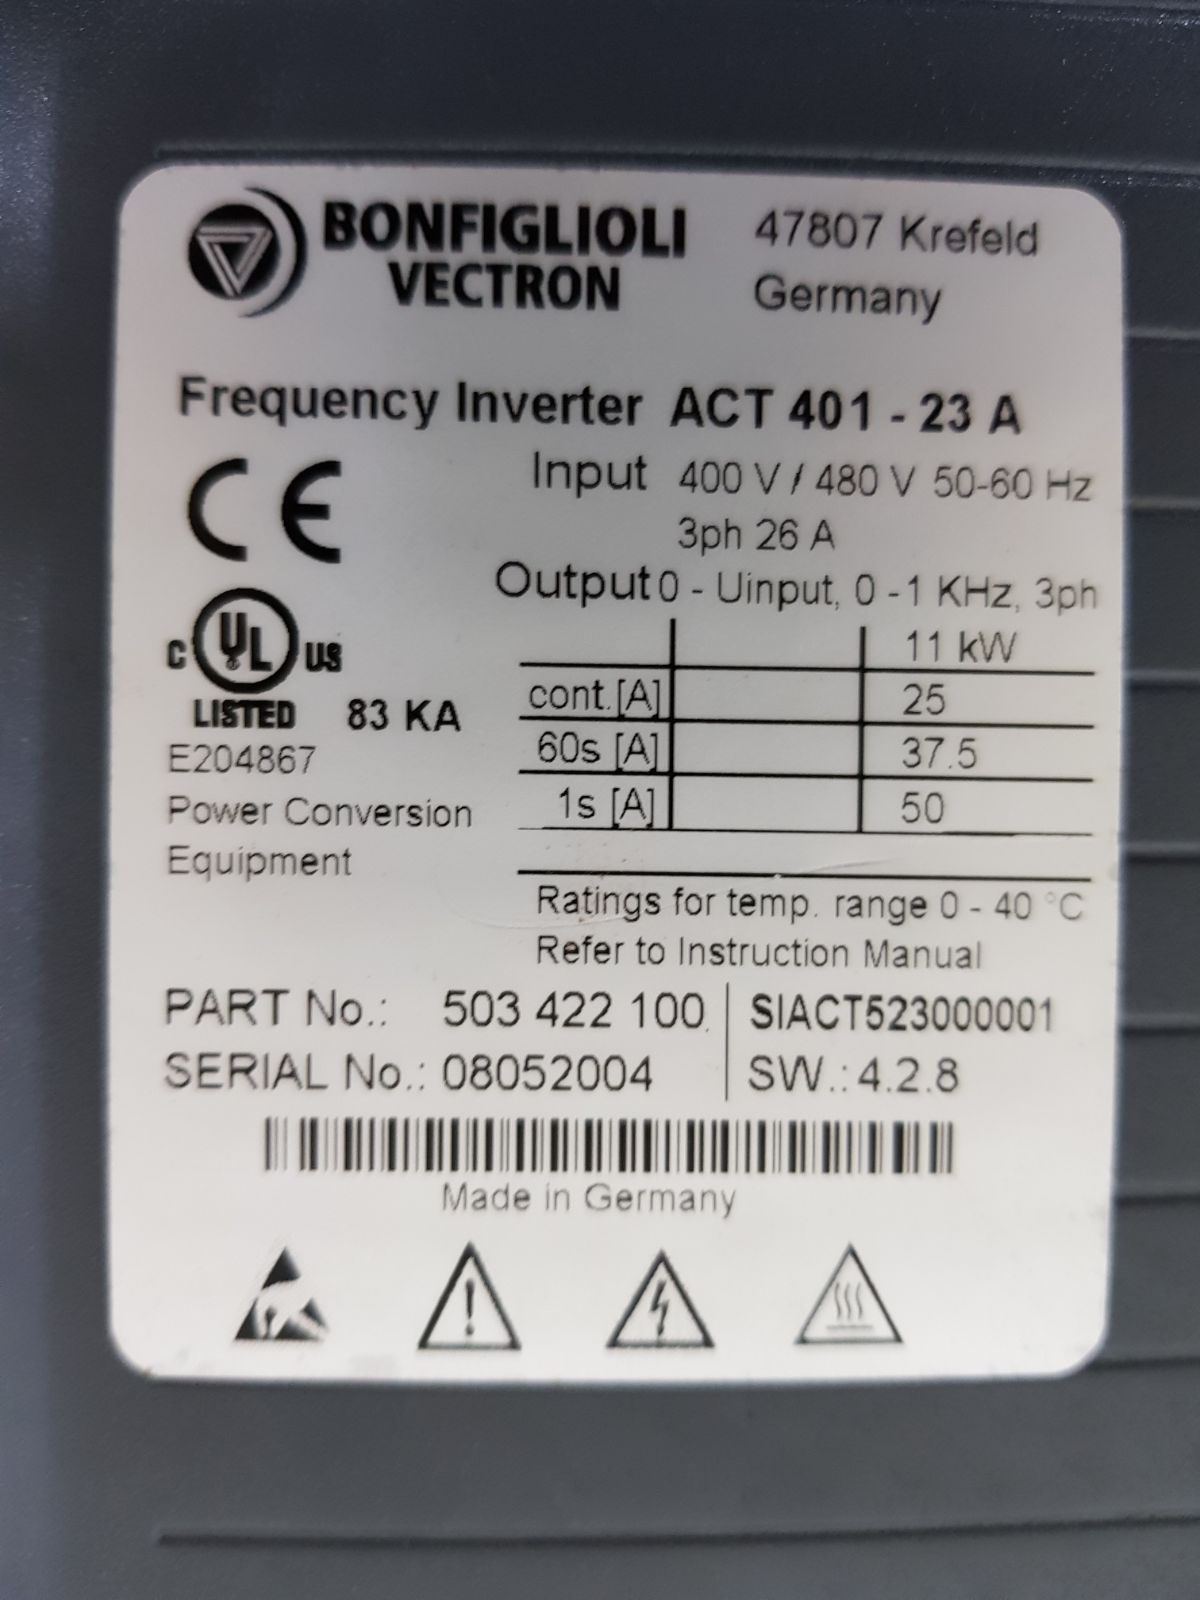 BONFIGLIOLI
VECTRON
47807 Krefeld
Germany
Frequency Inverter ACT 401 - 23 A
Input 400 V / 480 V 50-60 Hz
3ph 26 A
Output 0 - Uinput, 0 -1 KHz, 3ph
11 kW
cont.[A] 25
60s [A] 37.5
1s [A] 50
CE
C UL US
LISTED 83 KA
E204867
Power Conversion
Equipment
Ratings for temp. range 0 - 40 °C
Refer to Instruction Manual
PART No.: 503 422 100 SIACT523000001
SERIAL No.: 08052004 SW.: 4.2.8
Made in Germany